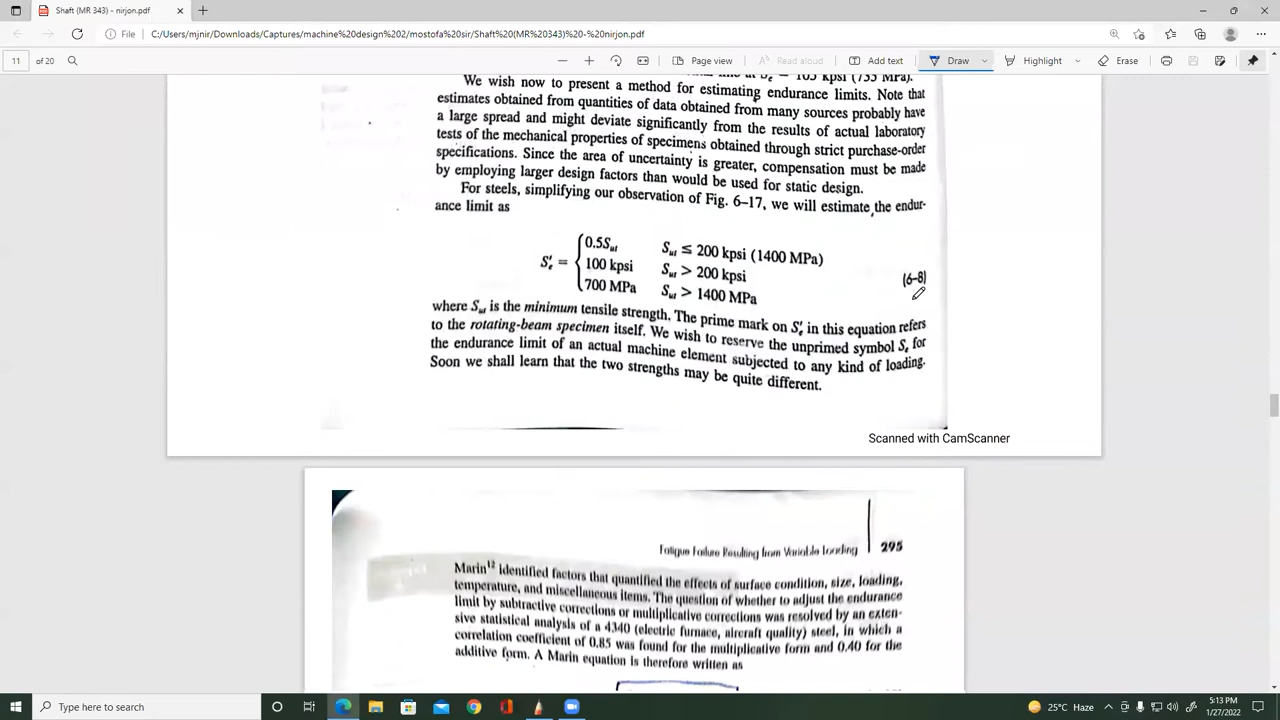 Shaft (MR 343) - nirjon.pdf
File C:/Users/mjnir/Downloads/Captures/machine%20design%202/mostofa%20sir/Shaft%20(MR%20343)%20-%20nirjon.pdf
11 of 20 Page view Read aloud Add text Draw Highlight Erase
= 105 kpsi (735 MPa).
We wish now to present a method for estimating endurance limits. Note that
estimates obtained from quantities of data obtained from many sources probably have
a large spread and might deviate significantly from the results of actual laboratory
tests of the mechanical properties of specimens obtained through strict purchase-order
specifications. Since the area of uncertainty is greater, compensation must be made
by employing larger design factors than would be used for static design.
For steels, simplifying our observation of Fig. 6–17, we will estimate the endur-
ance limit as
0.5Sut Sut ≤ 200 kpsi (1400 MPa)
S′e = { 100 kpsi Sut > 200 kpsi (6–8)
700 MPa Sut > 1400 MPa
where Sut is the minimum tensile strength. The prime mark on S′e in this equation refers
to the rotating-beam specimen itself. We wish to reserve the unprimed symbol Se for
the endurance limit of an actual machine element subjected to any kind of loading.
Soon we shall learn that the two strengths may be quite different.
Scanned with CamScanner
Fatigue Failure Resulting from Variable Loading 295
Marin12 identified factors that quantified the effects of surface condition, size, loading,
temperature, and miscellaneous items. The question of whether to adjust the endurance
limit by subtractive corrections or multiplicative corrections was resolved by an exten-
sive statistical analysis of a 4340 (electric furnace, aircraft quality) steel, in which a
correlation coefficient of 0.85 was found for the multiplicative form and 0.40 for the
additive form. A Marin equation is therefore written as
Type here to search
25°C Haze
5:13 PM
1/27/2022